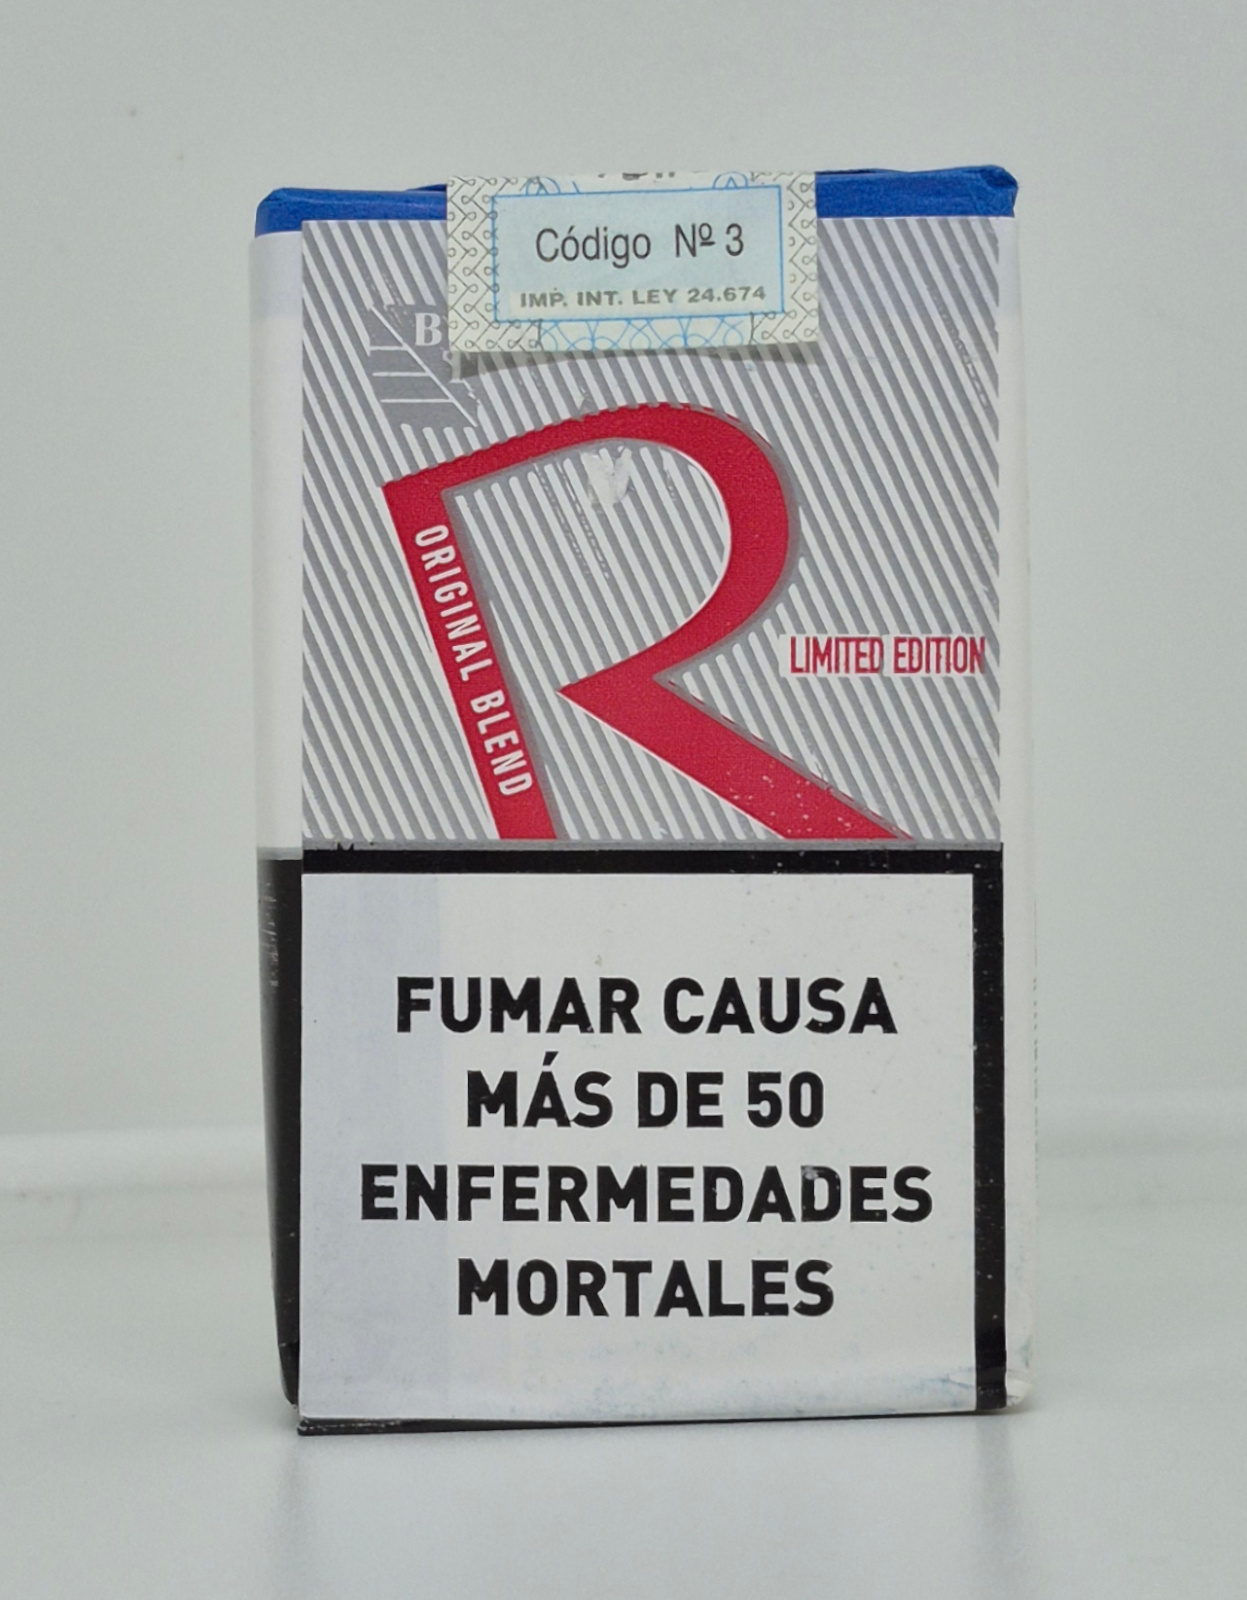 Código Nº 3
IMP. INT. LEY 24.674
B
R
ORIGINAL BLEND
LIMITED EDITION
FUMAR CAUSA
MÁS DE 50
ENFERMEDADES
MORTALES